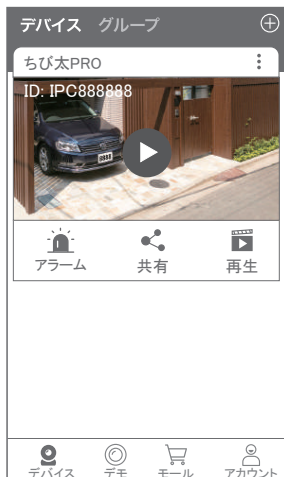 デバイス グループ
ちび太PRO
ID: IPC888888
アラーム 共有 再生
デバイス デモ モール アカウント